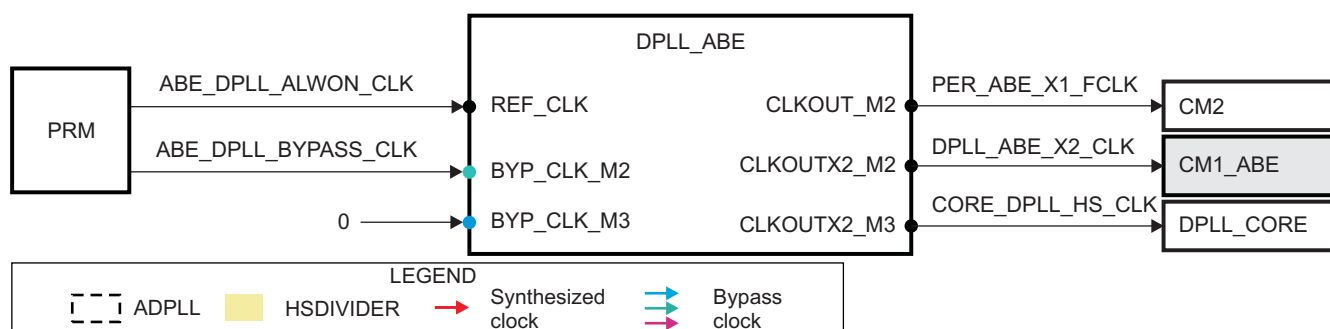 DPLL_ABE
ABE_DPLL_ALWON_CLK
PER_ABE_X1_FCLK
PRM
REF_CLK
CLKOUT_M2
CM2
ABE_DPLL_BYPASS_CLK
DPLL_ABE_X2_CLK
BYP_CLK_M2
CLKOUTX2_M2
CM1_ABE
CORE_DPLL_HS_CLK
0
BYP_CLK_M3
CLKOUTX2_M3
DPLL_CORE
LEGEND
ADPLL
HSDIVIDER
Synthesized
clock
Bypass
clock